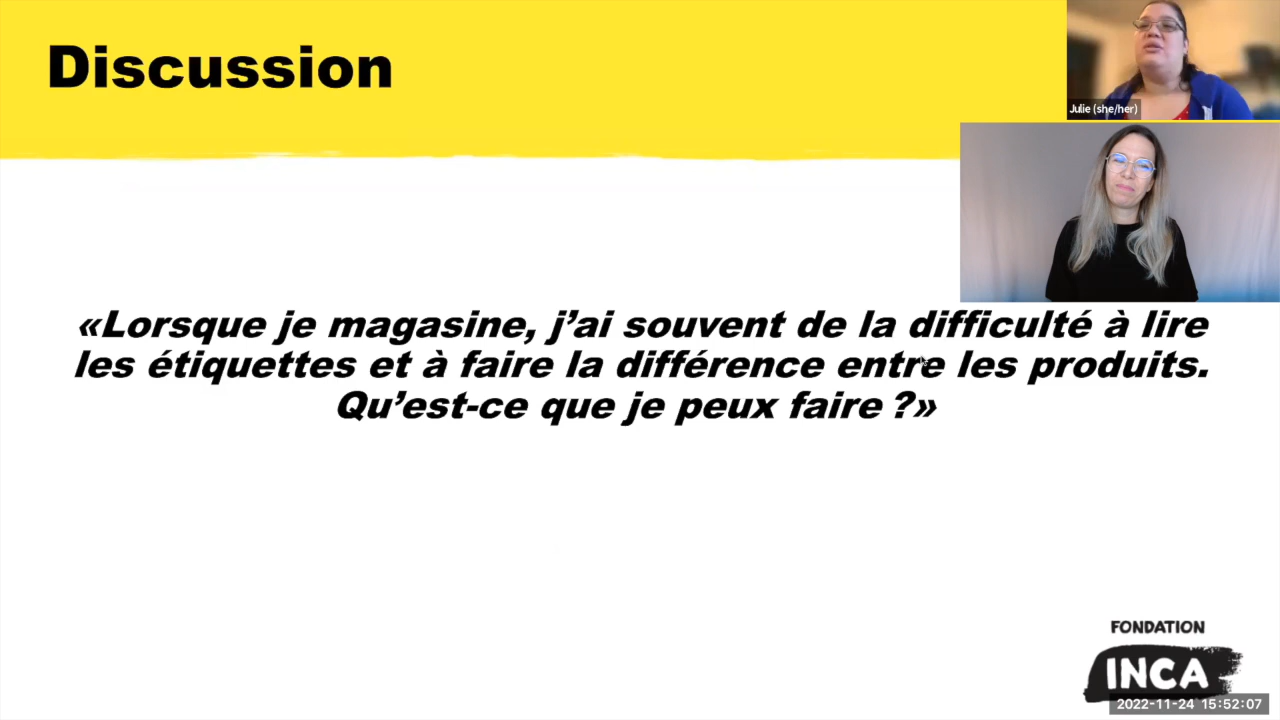 Discussion
Julie (she/her)
«Lorsque je magasine, j’ai souvent de la difficulté à lire
les étiquettes et à faire la différence entre les produits.
Qu’est-ce que je peux faire ?»
FONDATION
INCA
2022-11-24 15:52:07